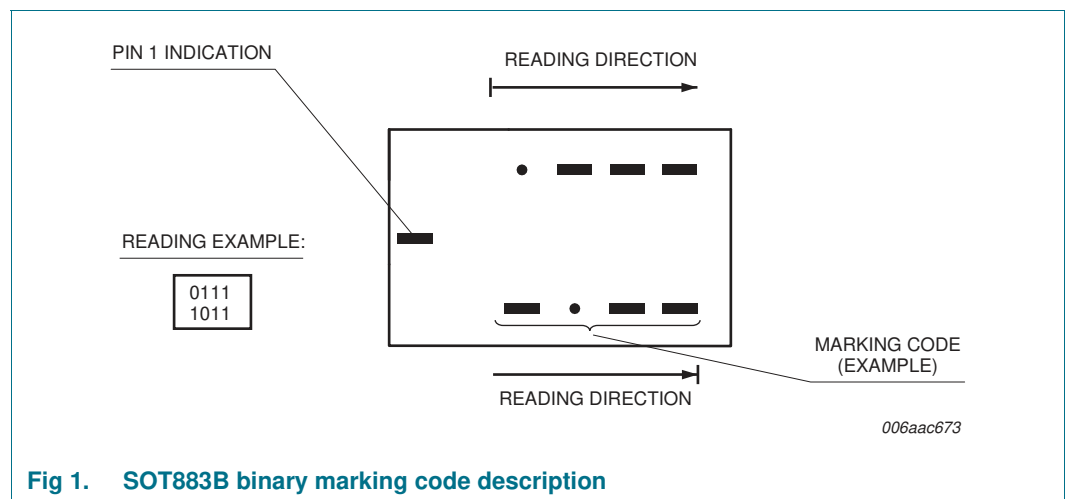 PIN 1 INDICATION
READING DIRECTION
READING EXAMPLE:
0111
1011
MARKING CODE
(EXAMPLE)
READING DIRECTION
006aac673
Fig 1. SOT883B binary marking code description